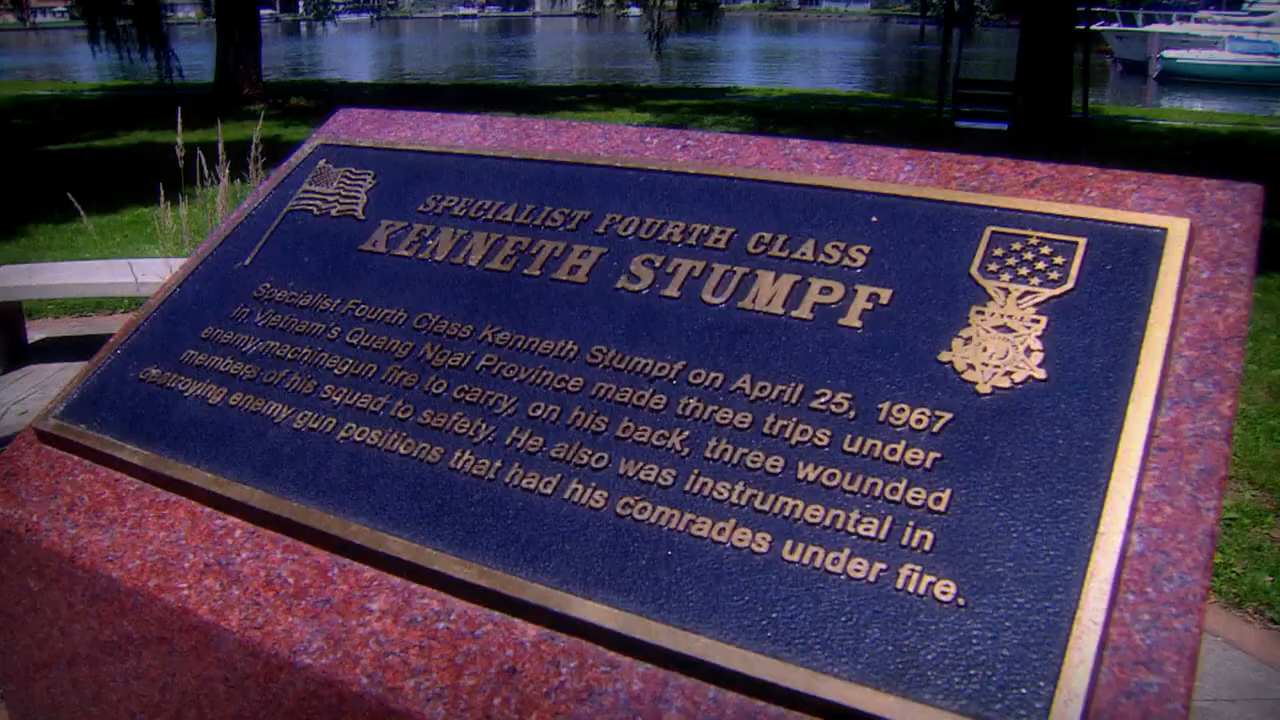 SPECIALIST FOURTH CLASS
KENNETH STUMPF
Specialist Fourth Class Kenneth Stumpf on April 25, 1967
in Vietnam's Quang Ngai Province made three trips under
enemy machinegun fire to carry, on his back, three wounded
members of his squad to safety. He also was instrumental in
destroying enemy gun positions that had his comrades under fire.